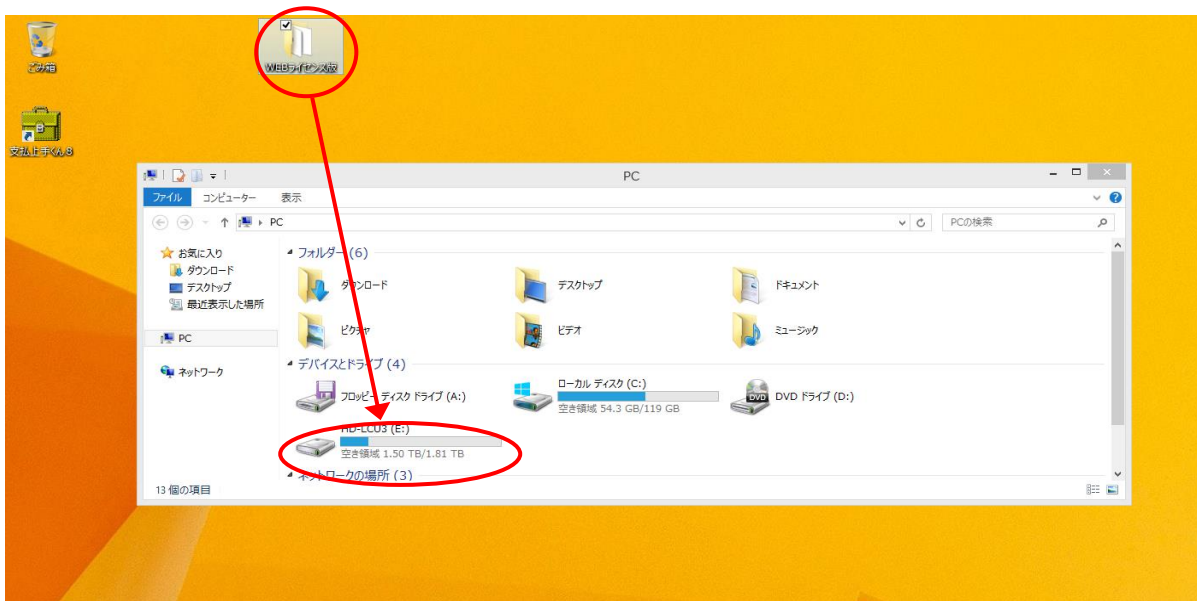 ごみ箱
WEBライセンス版
支払上手くん8
PC
ファイル コンピューター 表示
PC
PCの検索
お気に入り
ダウンロード
デスクトップ
最近表示した場所
PC
ネットワーク
フォルダー (6)
ダウンロード
デスクトップ
ドキュメント
ピクチャ
ビデオ
ミュージック
デバイスとドライブ (4)
フロッピー ディスク ドライブ (A:)
ローカル ディスク (C:)
空き領域 54.3 GB/119 GB
DVD
DVD ドライブ (D:)
HD-LCU3 (E:)
空き領域 1.50 TB/1.81 TB
ネットワークの場所 (3)
13 個の項目